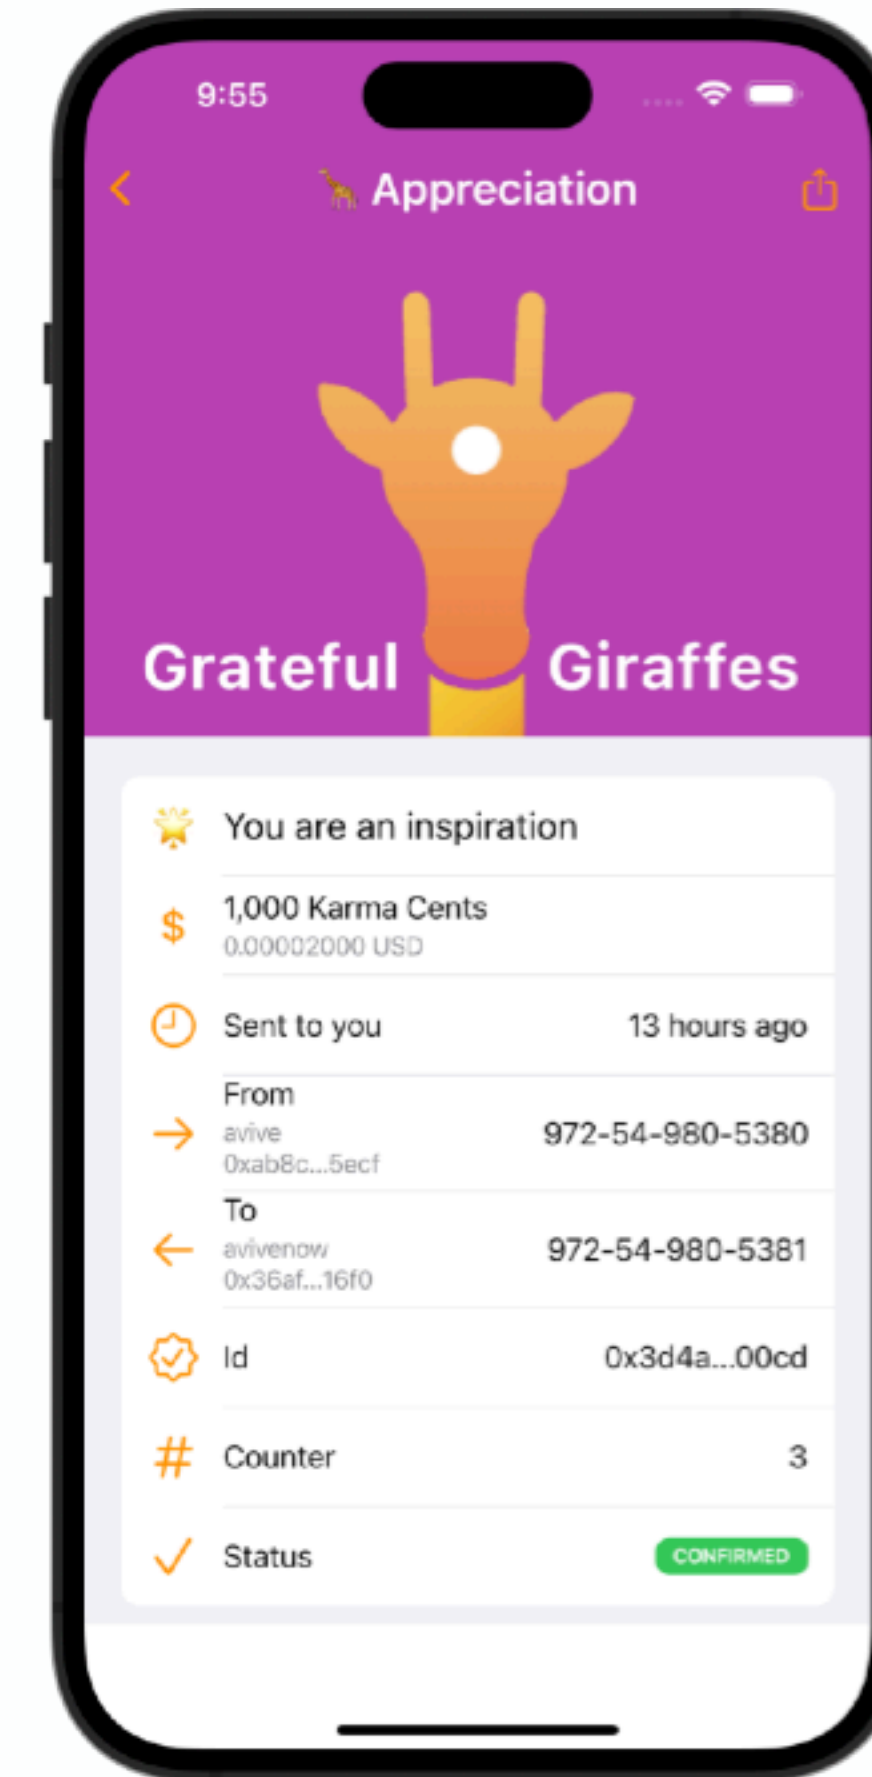 9:55
Appreciation
Grateful Giraffes
You are an inspiration
$ 1,000 Karma Cents
0.00002000 USD
Sent to you 13 hours ago
From
avive 972-54-980-5380
0xab8c...5ecf
To
avivenow 972-54-980-5381
0x36af...16f0
Id 0x3d4a...00cd
# Counter 3
Status CONFIRMED